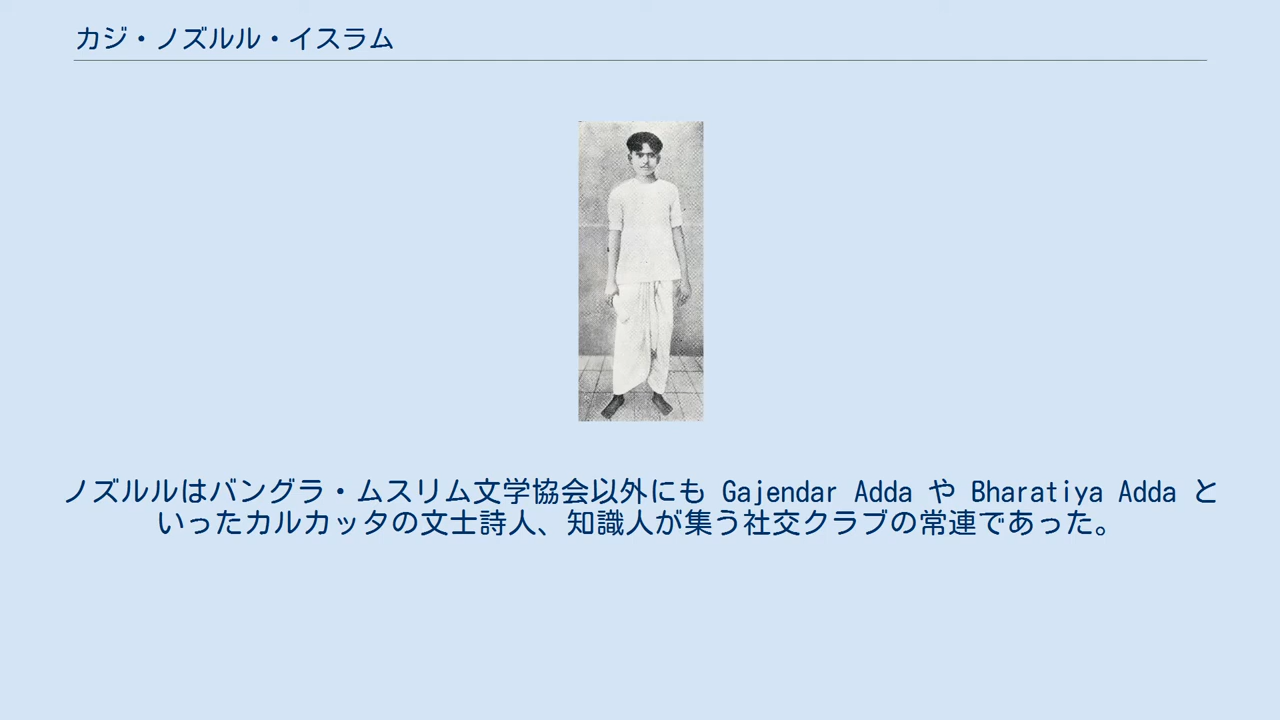 カジ・ノズルル・イスラム
ノズルルはバングラ・ムスリム文学協会以外にも Gajendar Adda や Bharatiya Adda と
いったカルカッタの文士詩人、知識人が集う社交クラブの常連であった。